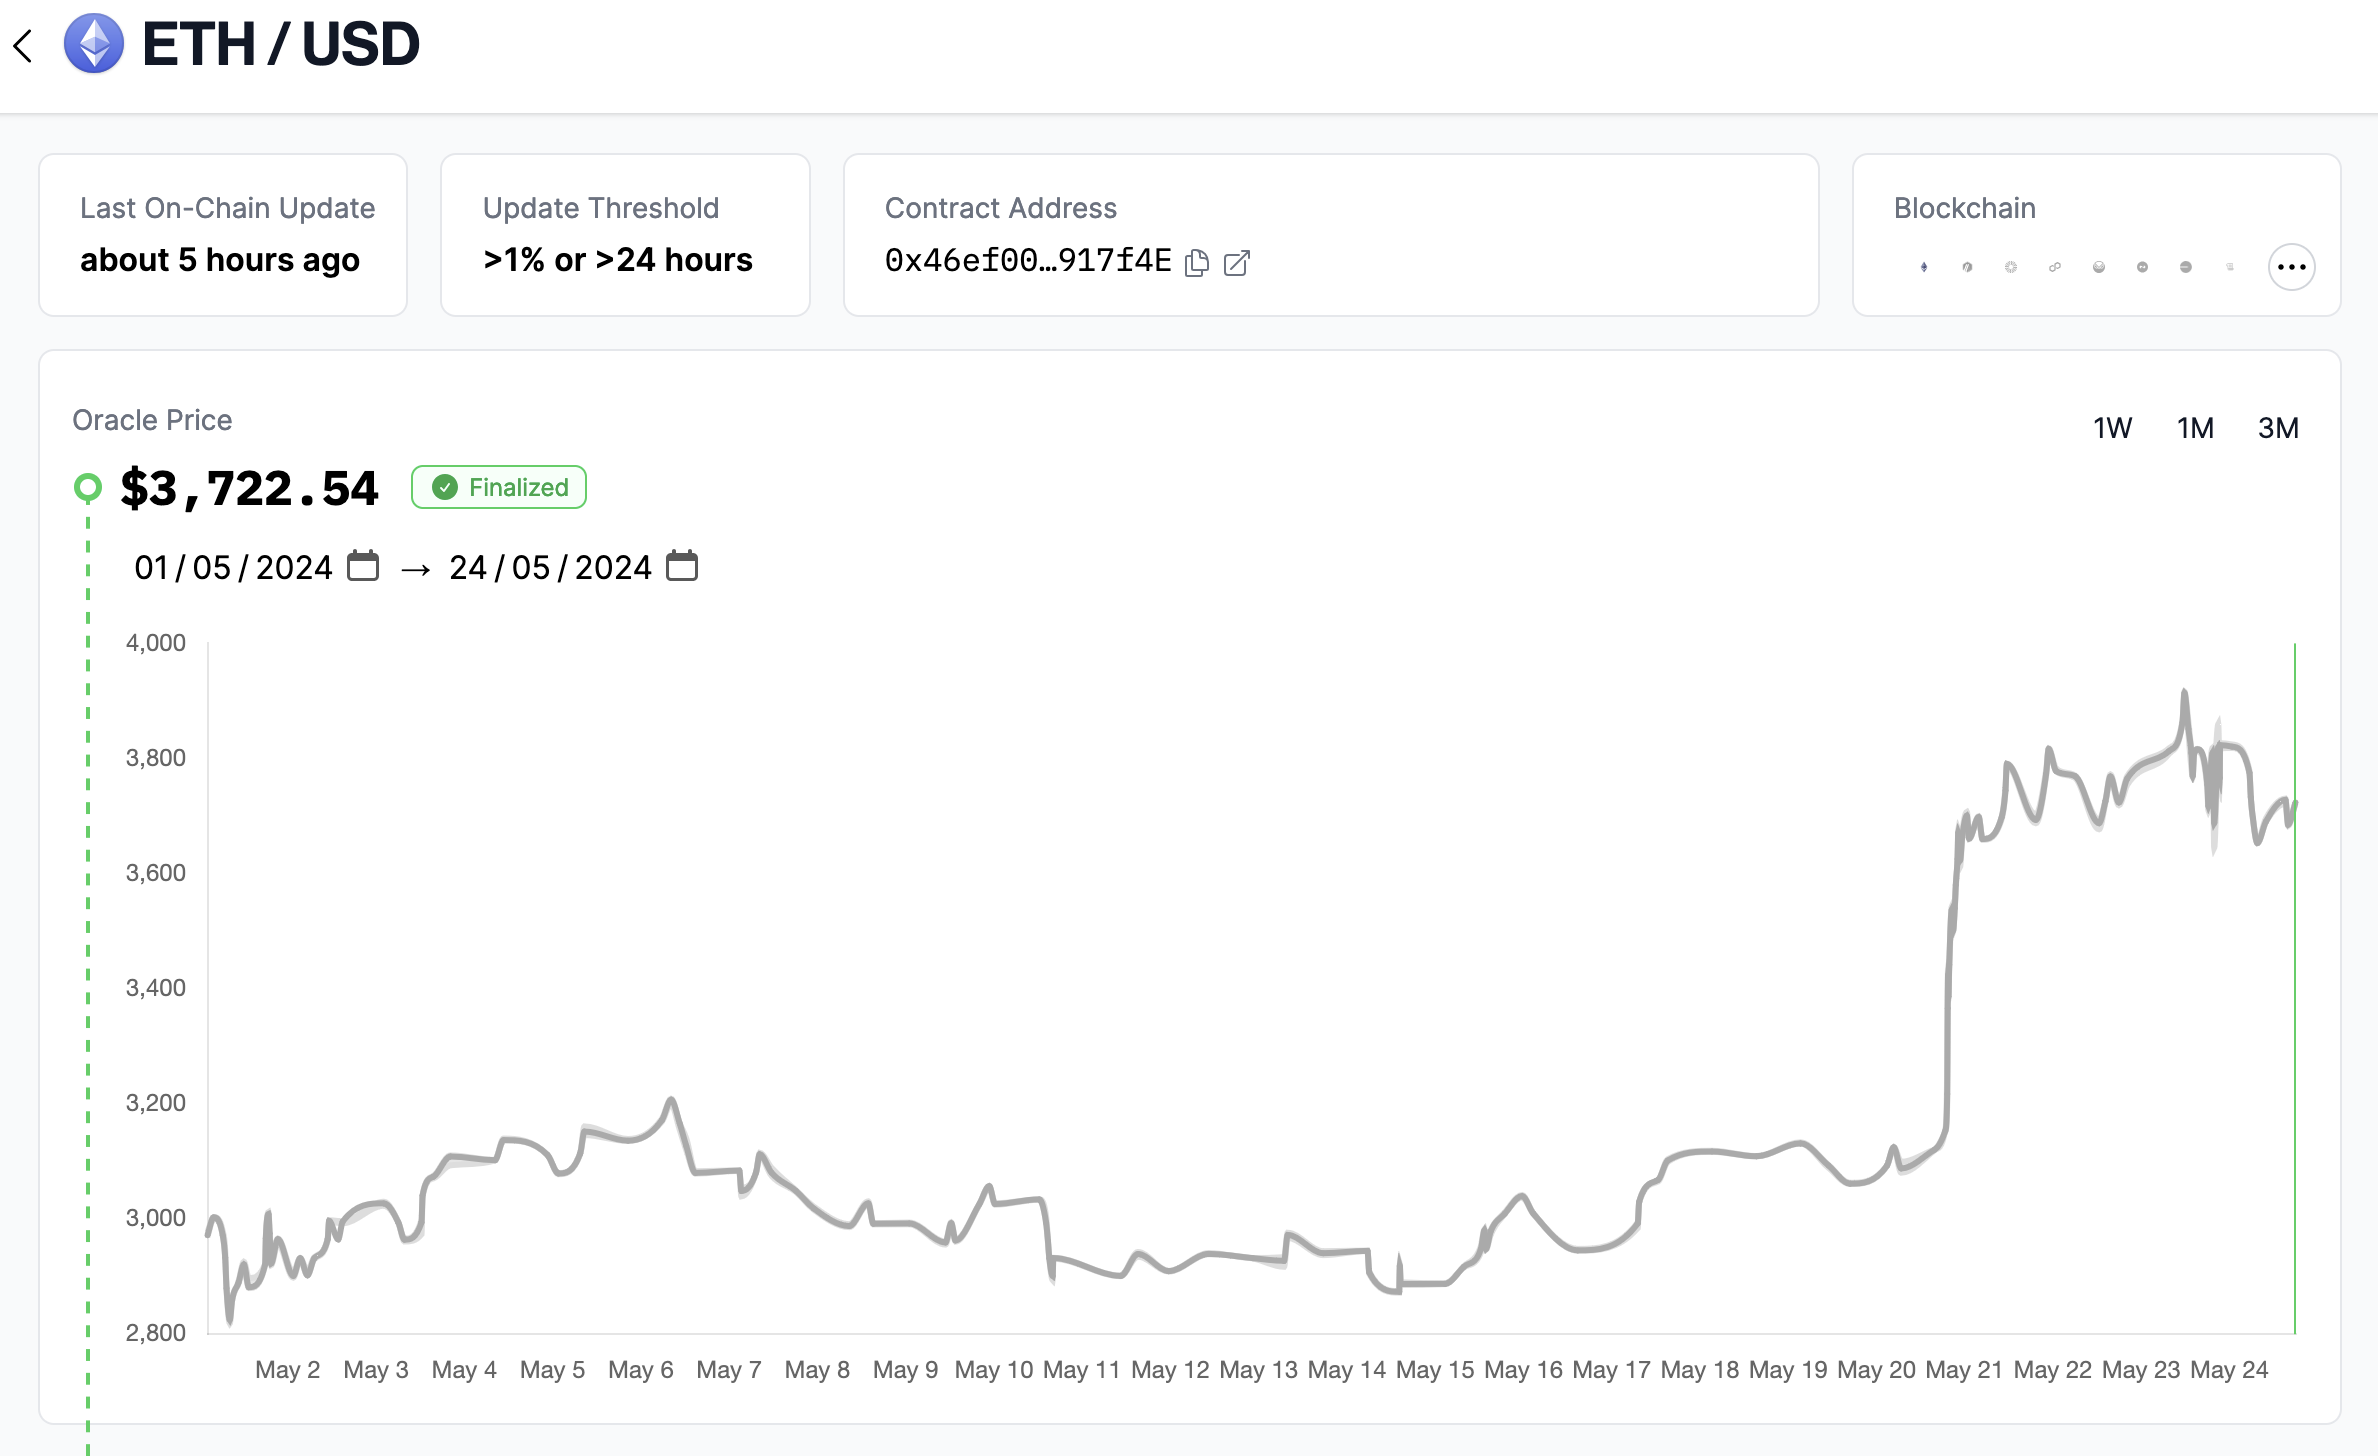 ETH / USD
Last On-Chain Update
about 5 hours ago
Update Threshold
>1% or >24 hours
Contract Address
0x46ef00…917f4E
Blockchain
Oracle Price
1W 1M 3M
$3,722.54 Finalized
01/05/2024 → 24/05/2024
4,000
3,800
3,600
3,400
3,200
3,000
2,800
May 2 May 3 May 4 May 5 May 6 May 7 May 8 May 9 May 10 May 11 May 12 May 13 May 14 May 15 May 16 May 17 May 18 May 19 May 20 May 21 May 22 May 23 May 24